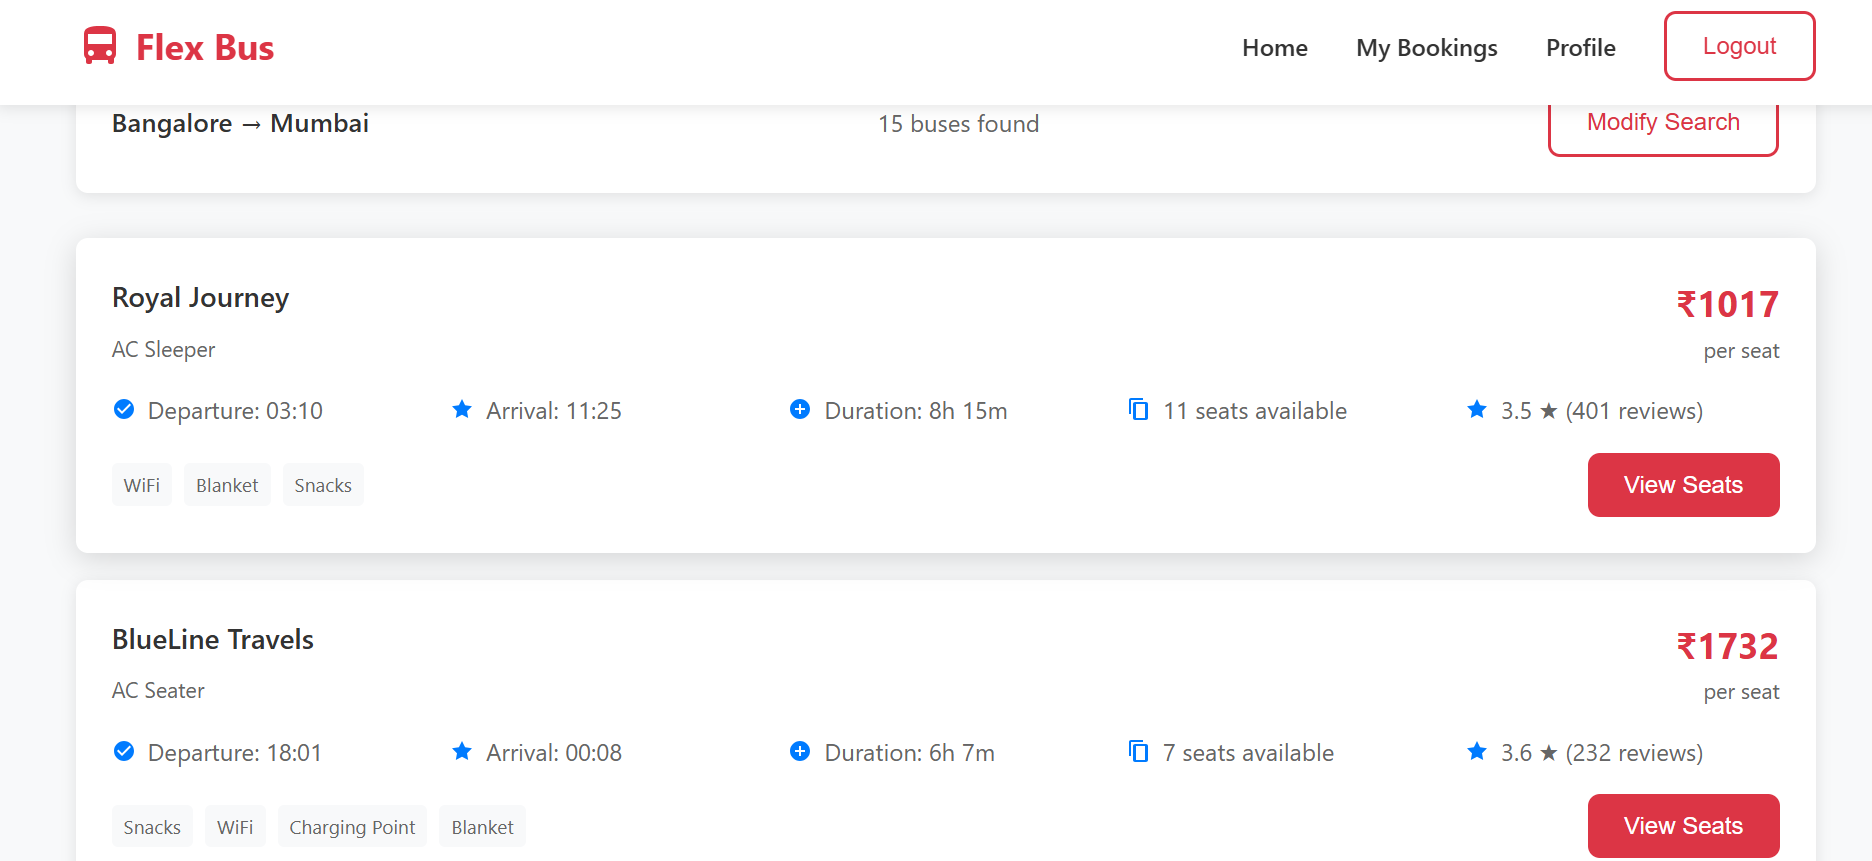 Flex Bus
Home My Bookings Profile Logout
Bangalore → Mumbai 15 buses found Modify Search
Royal Journey ₹1017
AC Sleeper per seat
Departure: 03:10 Arrival: 11:25 Duration: 8h 15m 11 seats available 3.5 ★ (401 reviews)
WiFi Blanket Snacks View Seats
BlueLine Travels ₹1732
AC Seater per seat
Departure: 18:01 Arrival: 00:08 Duration: 6h 7m 7 seats available 3.6 ★ (232 reviews)
Snacks WiFi Charging Point Blanket View Seats